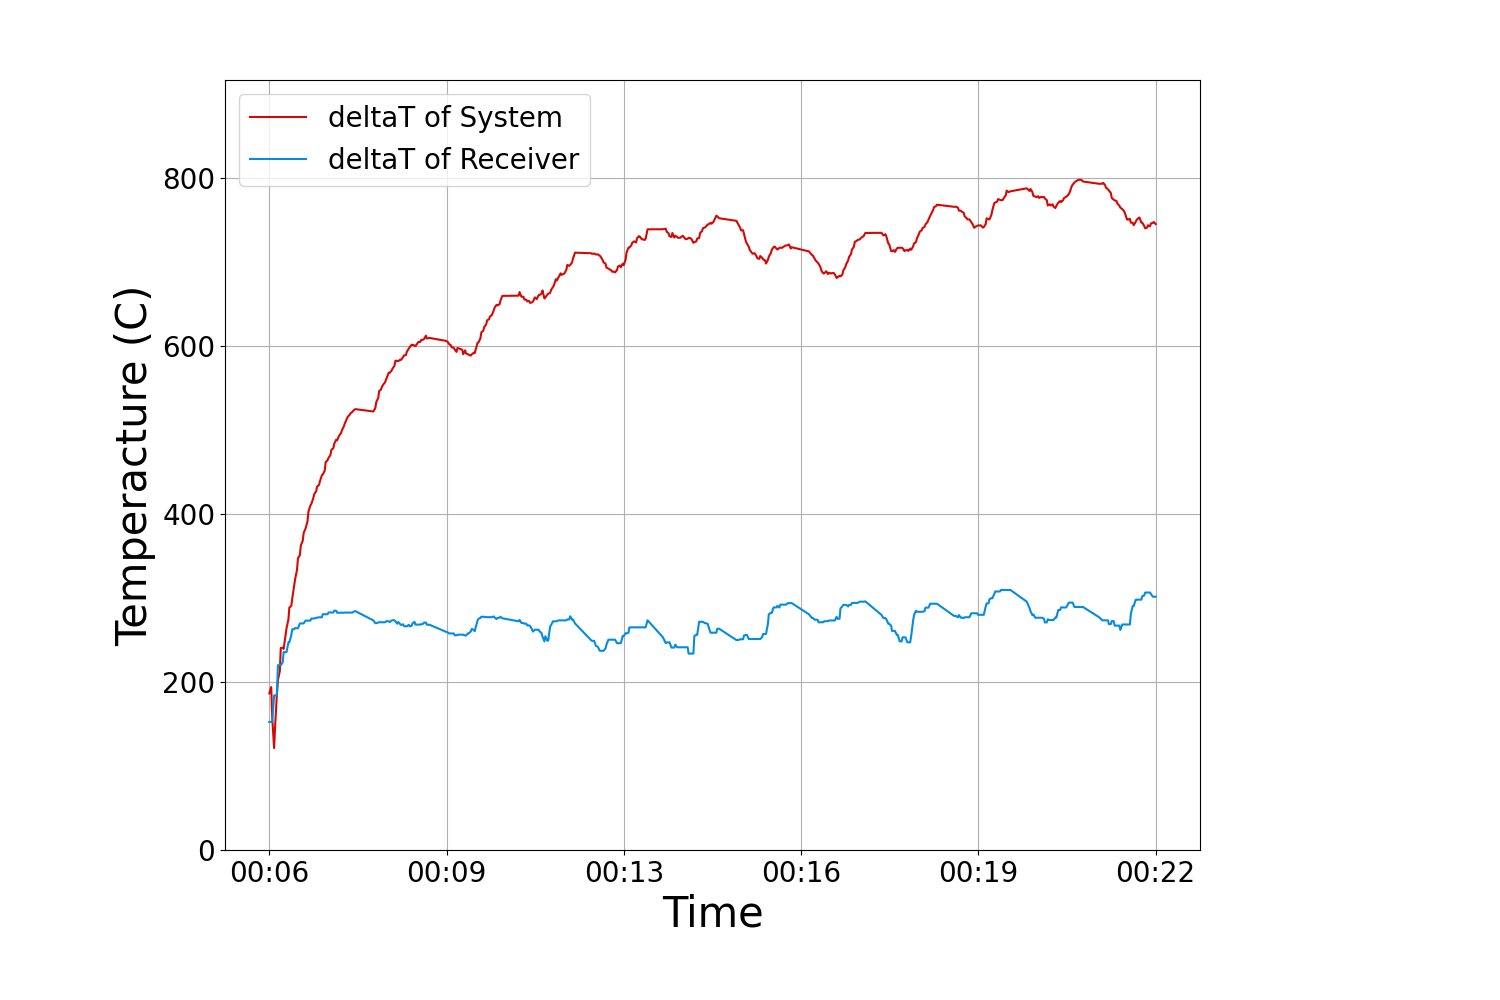 deltaT of System
deltaT of Receiver
800
600
400
200
0
Temperacture (C)
00:06 00:09 00:13 00:16 00:19 00:22
Time